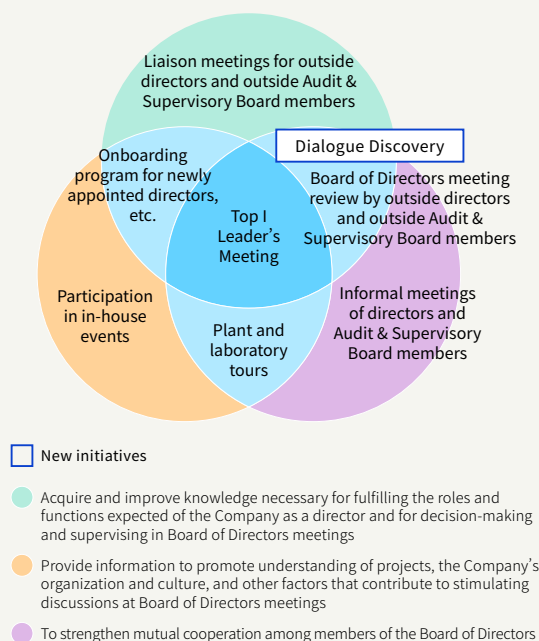 Liaison meetings for outside
directors and outside Audit &
Supervisory Board members
Dialogue Discovery
Onboarding
program for newly
appointed directors,
etc.
Board of Directors meeting
review by outside directors
and outside Audit &
Supervisory Board members
Top I
Leader's
Meeting
Participation
in in-house
events
Informal meetings
of directors and
Audit & Supervisory
Board members
Plant and
laboratory
tours
New initiatives
Acquire and improve knowledge necessary for fulfilling the roles and
functions expected of the Company as a director and for decision-making
and supervising in Board of Directors meetings
Provide information to promote understanding of projects, the Company's
organization and culture, and other factors that contribute to stimulating
discussions at Board of Directors meetings
To strengthen mutual cooperation among members of the Board of Directors